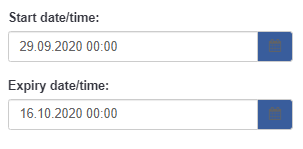 Start date/time:
29.09.2020 00:00
Expiry date/time:
16.10.2020 00:00